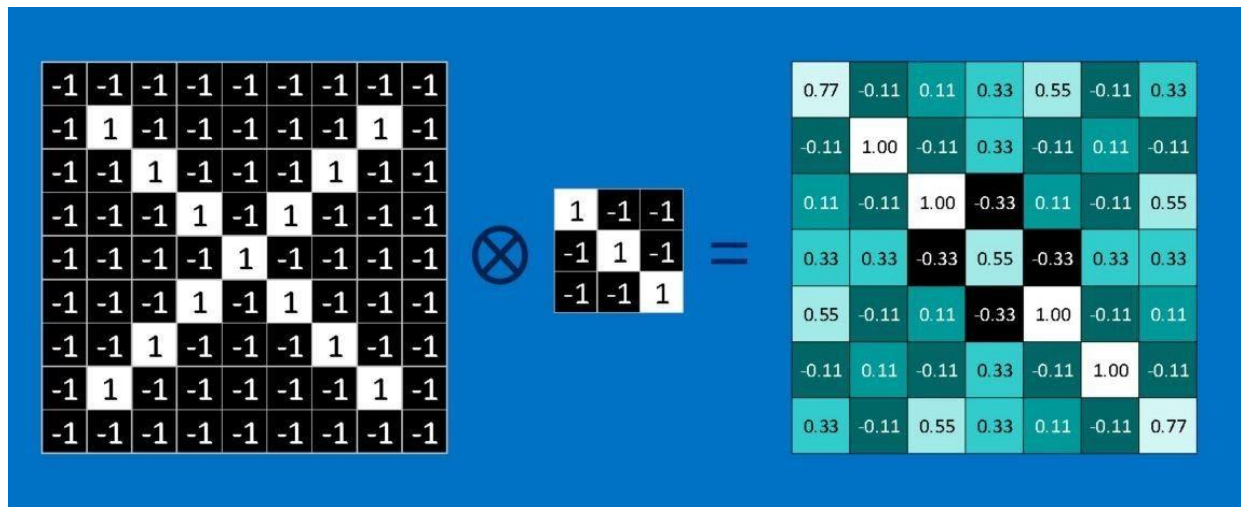 -1 -1 -1 -1 -1 -1 -1 -1 -1
-1 1 -1 -1 -1 -1 -1 1 -1
-1 -1 1 -1 -1 -1 1 -1 -1
-1 -1 -1 1 -1 1 -1 -1 -1
-1 -1 -1 -1 1 -1 -1 -1 -1
-1 -1 -1 1 -1 1 -1 -1 -1
-1 -1 1 -1 -1 -1 1 -1 -1
-1 1 -1 -1 -1 -1 -1 1 -1
-1 -1 -1 -1 -1 -1 -1 -1 -1
⊗
1 -1 -1
-1 1 -1
-1 -1 1
=
0.77 -0.11 0.11 0.33 0.55 -0.11 0.33
-0.11 1.00 -0.11 0.33 -0.11 0.11 -0.11
0.11 -0.11 1.00 -0.33 0.11 -0.11 0.55
0.33 0.33 -0.33 0.55 -0.33 0.33 0.33
0.55 -0.11 0.11 -0.33 1.00 -0.11 0.11
-0.11 0.11 -0.11 0.33 -0.11 1.00 -0.11
0.33 -0.11 0.55 0.33 0.11 -0.11 0.77